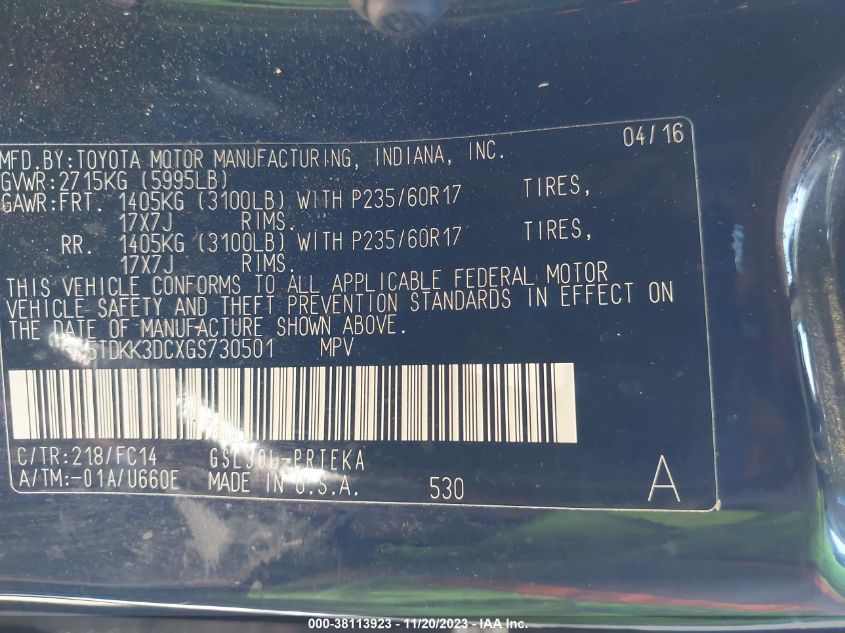 MFD.BY:TOYOTA MOTOR MANUFACTURING, INDIANA, INC. 04/16
GVWR:2715KG (5995LB)
GAWR:FRT. 1405KG (3100LB) WITH P235/60R17 TIRES,
17X7J RIMS.
RR. 1405KG (3100LB) WITH P235/60R17 TIRES,
17X7J RIMS.
THIS VEHICLE CONFORMS TO ALL APPLICABLE FEDERAL MOTOR
VEHICLE SAFETY AND THEFT PREVENTION STANDARDS IN EFFECT ON
THE DATE OF MANUFACTURE SHOWN ABOVE.
5TDKK3DCXGS730501 MPV
C/TR:218/FC14 GSL30L-PRTEKA
A/TM:-01A/U660E MADE IN U.S.A. 530 A
000-38113923 - 11/20/2023 - IAA Inc.